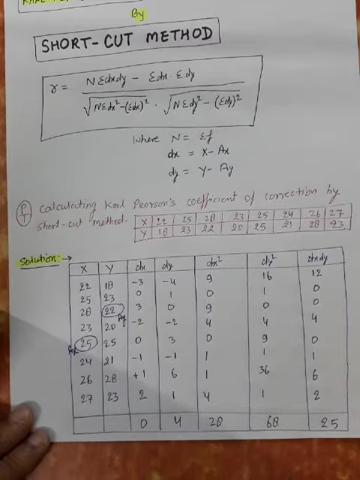 By
SHORT-CUT METHOD
r = NΣdxdy - Σdx · Σdy
√NΣdx²-(Σdx)² · √NΣdy²-(Σdy)²
Where N = Σf
dx = X-Ax
dy = Y-Ay
Calculating Karl Pearson's coefficient of correction by
short-cut method.
X 22 25 28 23 25 24 26 27
Y 18 23 22 20 25 21 28 23
Solution:→
X Y dx dy dx² dy² dxdy
22 18 -3 -4 9 16 12
25 23 0 1 0 1 0
28 22 3 0 9 0 0
23 20 -2 -2 4 4 4
25 25 0 3 0 9 0
24 21 -1 -1 1 1 1
26 28 +1 6 1 36 6
27 23 2 1 4 1 2
0 4 28 68 25